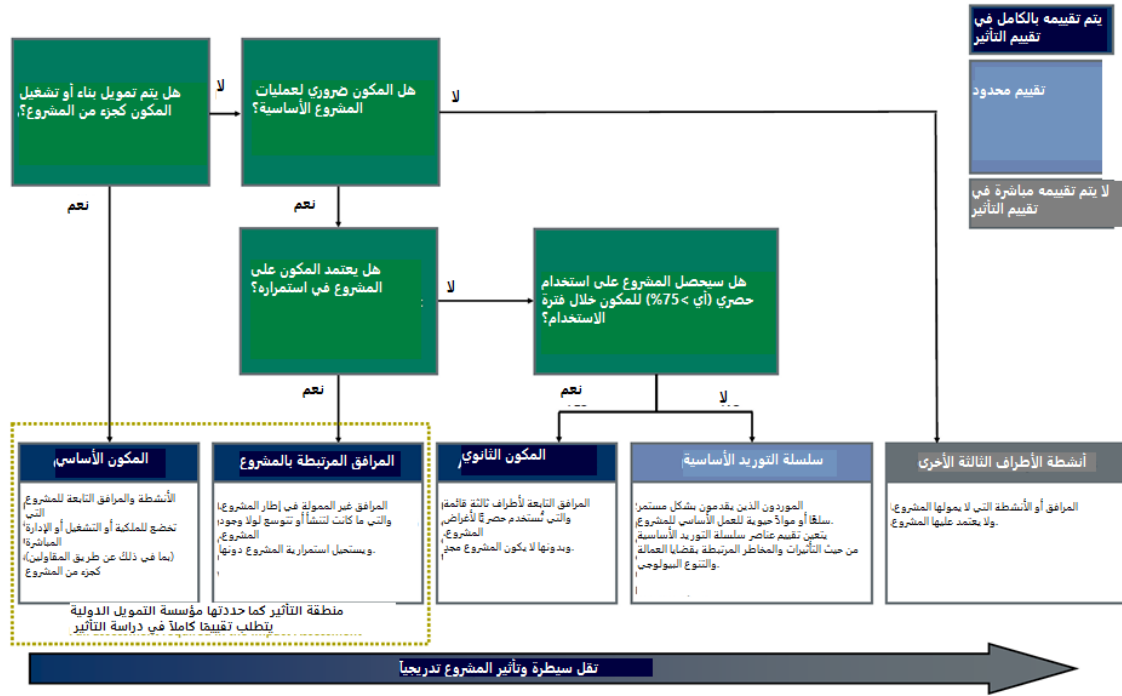 يتم تقييمه بالكامل في
تقييم التأثير
تقييم محدود
لا يتم تقييمه مباشرة في
تقييم التأثير
هل يتم تمويل بناء أو تشغيل
المكون كجزء من المشروع؟
لا
هل المكون ضروري لعمليات
المشروع الأساسية؟
لا
نعم
نعم
هل يعتمد المكون على
المشروع في استمراره؟
لا
هل سيحصل المشروع على استخدام
حصري (أي >75%) للمكون خلال فترة
الاستخدام؟
نعم
نعم
لا
المكون الأساسي
الأنشطة والمرافق التابعة للمشروع
التي
تخضع للملكية أو التشغيل أو الإدارة
المباشرة
(بما في ذلك عن طريق المقاولين)
كجزء من المشروع
المرافق المرتبطة بالمشروع
المرافق غير الممولة في إطار المشروع
والتي ما كانت لتنشأ أو تتوسع لولا وجود
المشروع.
ويستحيل استمرارية المشروع دونها.
المكون الثانوي
المرافق التابعة لأطراف ثالثة قائمة
والتي تُستخدم حصريًا لأغراض
المشروع.
وبدونها لا يكون المشروع مجدٍ
سلسلة التوريد الأساسية
الموردون الذين يقدمون بشكل مستمر
سلعًا أو موادً حيوية للعمل الأساسي للمشروع.
يتعين تقييم عناصر سلسلة التوريد الأساسية
من حيث التأثيرات والمخاطر المرتبطة بقضايا العمالة
والتنوع البيولوجي.
أنشطة الأطراف الثالثة الأخرى
المرافق أو الأنشطة التي لا يمولها المشروع،
ولا يعتمد عليها المشروع.
منطقة التأثير كما حددتها مؤسسة التمويل الدولية
يتطلب تقييمًا كاملاً في دراسة التأثير
تقل سيطرة وتأثير المشروع تدريجياً